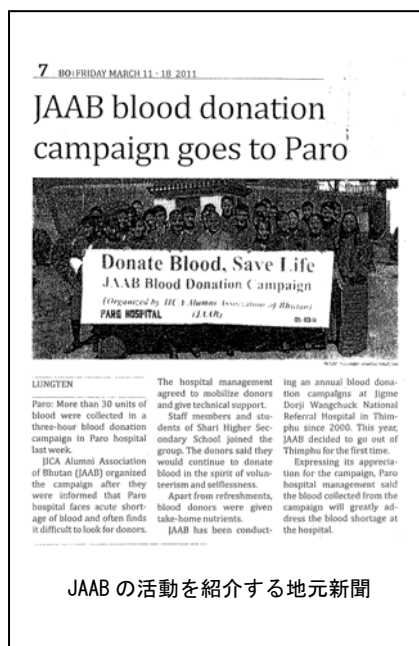 7 BO|FRIDAY MARCH 11 - 18 2011
JAAB blood donation
campaign goes to Paro
Donate Blood, Save Life
JAAB Blood Donation Campaign
(Organized by JICA Alumni Association of Bhutan)
PARO HOSPITAL (JAAB)
LUNGTEN
Paro: More than 30 units of
blood were collected in a
three-hour blood donation
campaign in Paro hospital
last week.
JICA Alumni Association
of Bhutan (JAAB) organized
the campaign after they
were informed that Paro
hospital faces acute short-
age of blood and often finds
it difficult to look for donors.
The hospital management
agreed to mobilize donors
and give technical support.
Staff members and stu-
dents of Shari Higher Sec-
ondary School joined the
group. The donors said they
would continue to donate
blood in the spirit of volun-
teerism and selflessness.
Apart from refreshments,
blood donors were given
take-home nutrients.
JAAB has been conduct-
ing an annual blood dona-
tion campaigns at Jigme
Dorji Wangchuck National
Referral Hospital in Thim-
phu since 2000. This year,
JAAB decided to go out of
Thimphu for the first time.
Expressing its apprecia-
tion for the campaign, Paro
hospital management said
the blood collected from the
campaign will greatly ad-
dress the blood shortage at
the hospital.
JAAB の活動を紹介する地元新聞